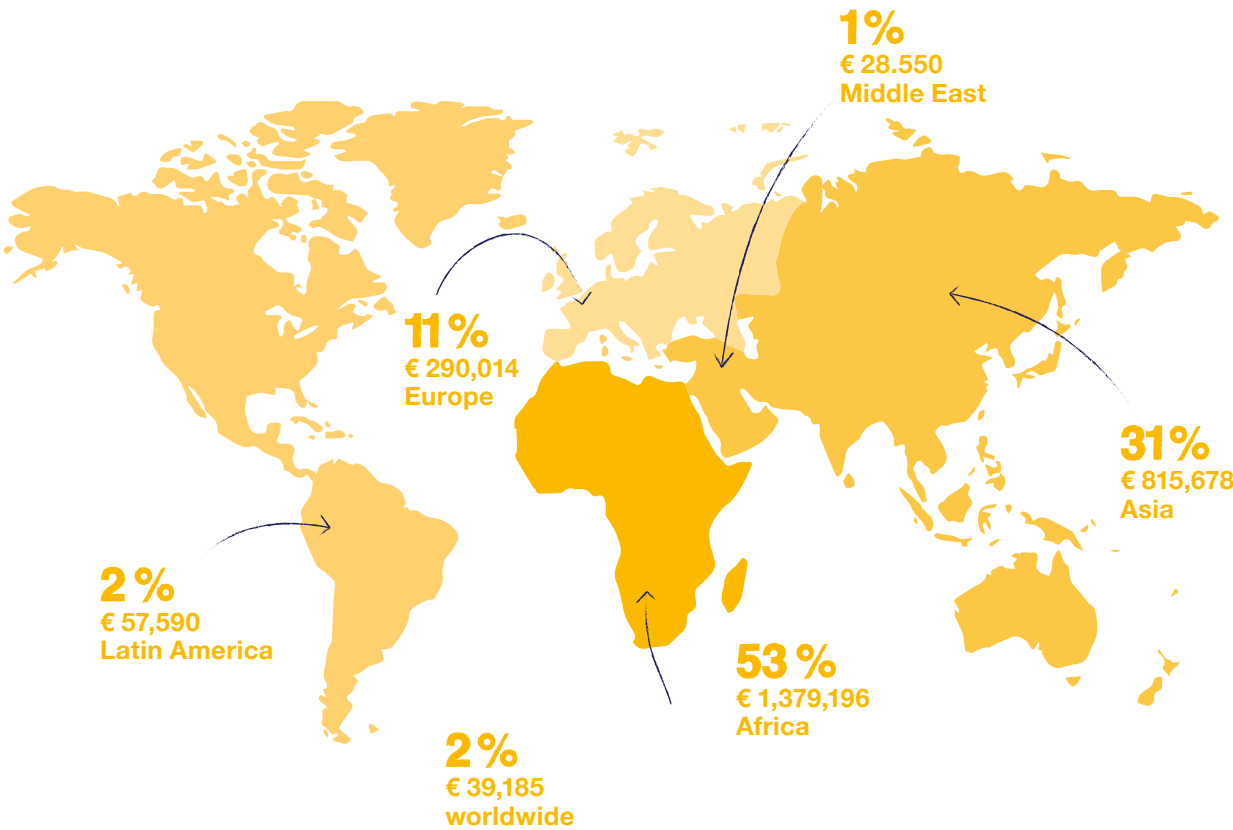 1%
€ 28.550
Middle East
11%
€ 290,014
Europe
31%
€ 815,678
Asia
2%
€ 57,590
Latin America
53%
€ 1,379,196
Africa
2%
€ 39,185
worldwide